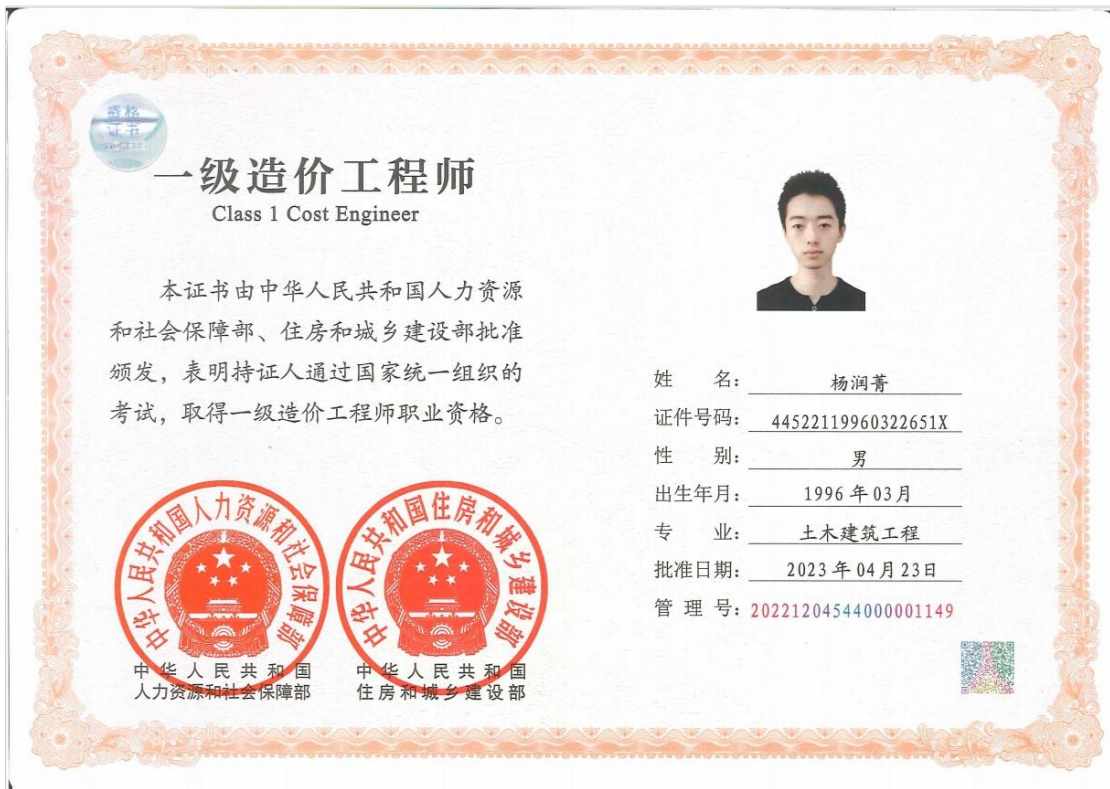 资格
证书
一级造价工程师
Class 1 Cost Engineer
本证书由中华人民共和国人力资源
和社会保障部、住房和城乡建设部批准
颁发，表明持证人通过国家统一组织的
考试，取得一级造价工程师职业资格。
中华人民共和国人力资源和社会保障部
中华人民共和国
人力资源和社会保障部
中华人民共和国住房和城乡建设部
中华人民共和国
住房和城乡建设部
姓 名： 杨润菁
证件号码： 44522119960322651X
性 别： 男
出生年月： 1996 年 03 月
专 业： 土木建筑工程
批准日期： 2023 年 04 月 23 日
管 理 号： 20221204544000001149